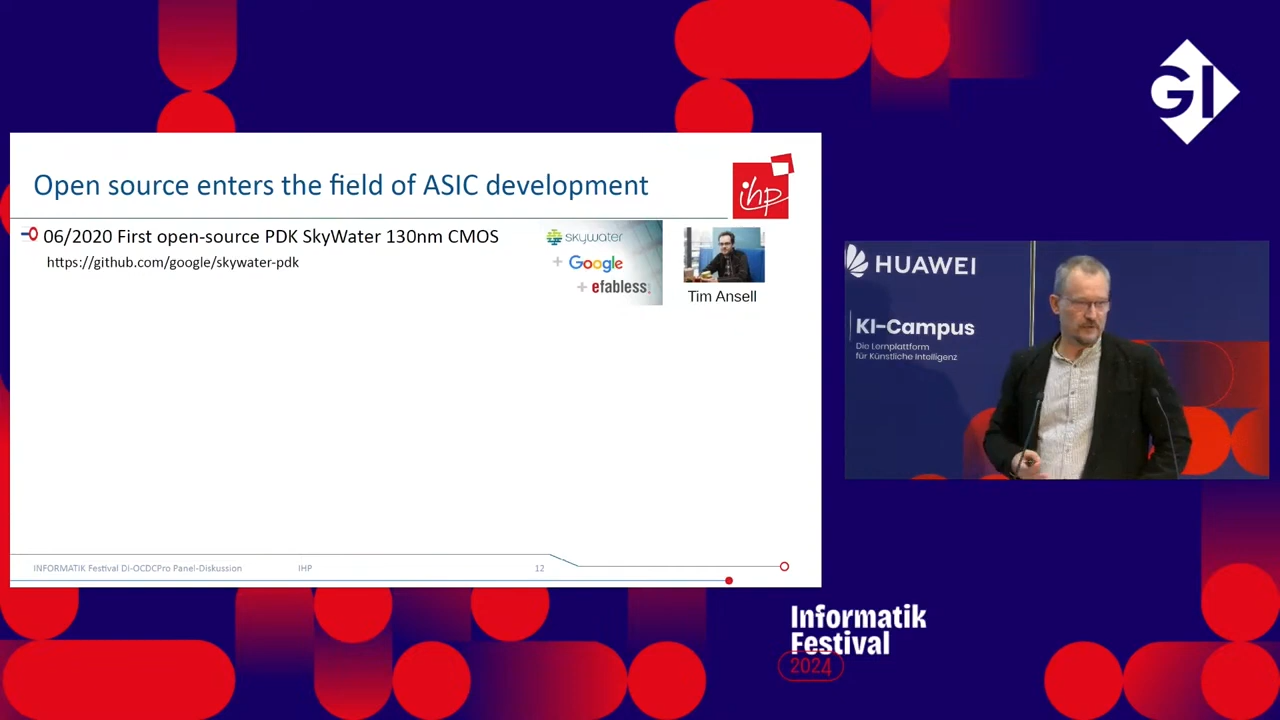 GI
Open source enters the field of ASIC development
ihp
06/2020 First open-source PDK SkyWater 130nm CMOS
https://github.com/google/skywater-pdk
skywater
+ Google
+ efabless
Tim Ansell
HUAWEI
KI-Campus
Die Lernplattform
für Künstliche Intelligenz
INFORMATIK Festival DI-OCDCPro Panel-Diskussion IHP 12
Informatik
Festival
2024